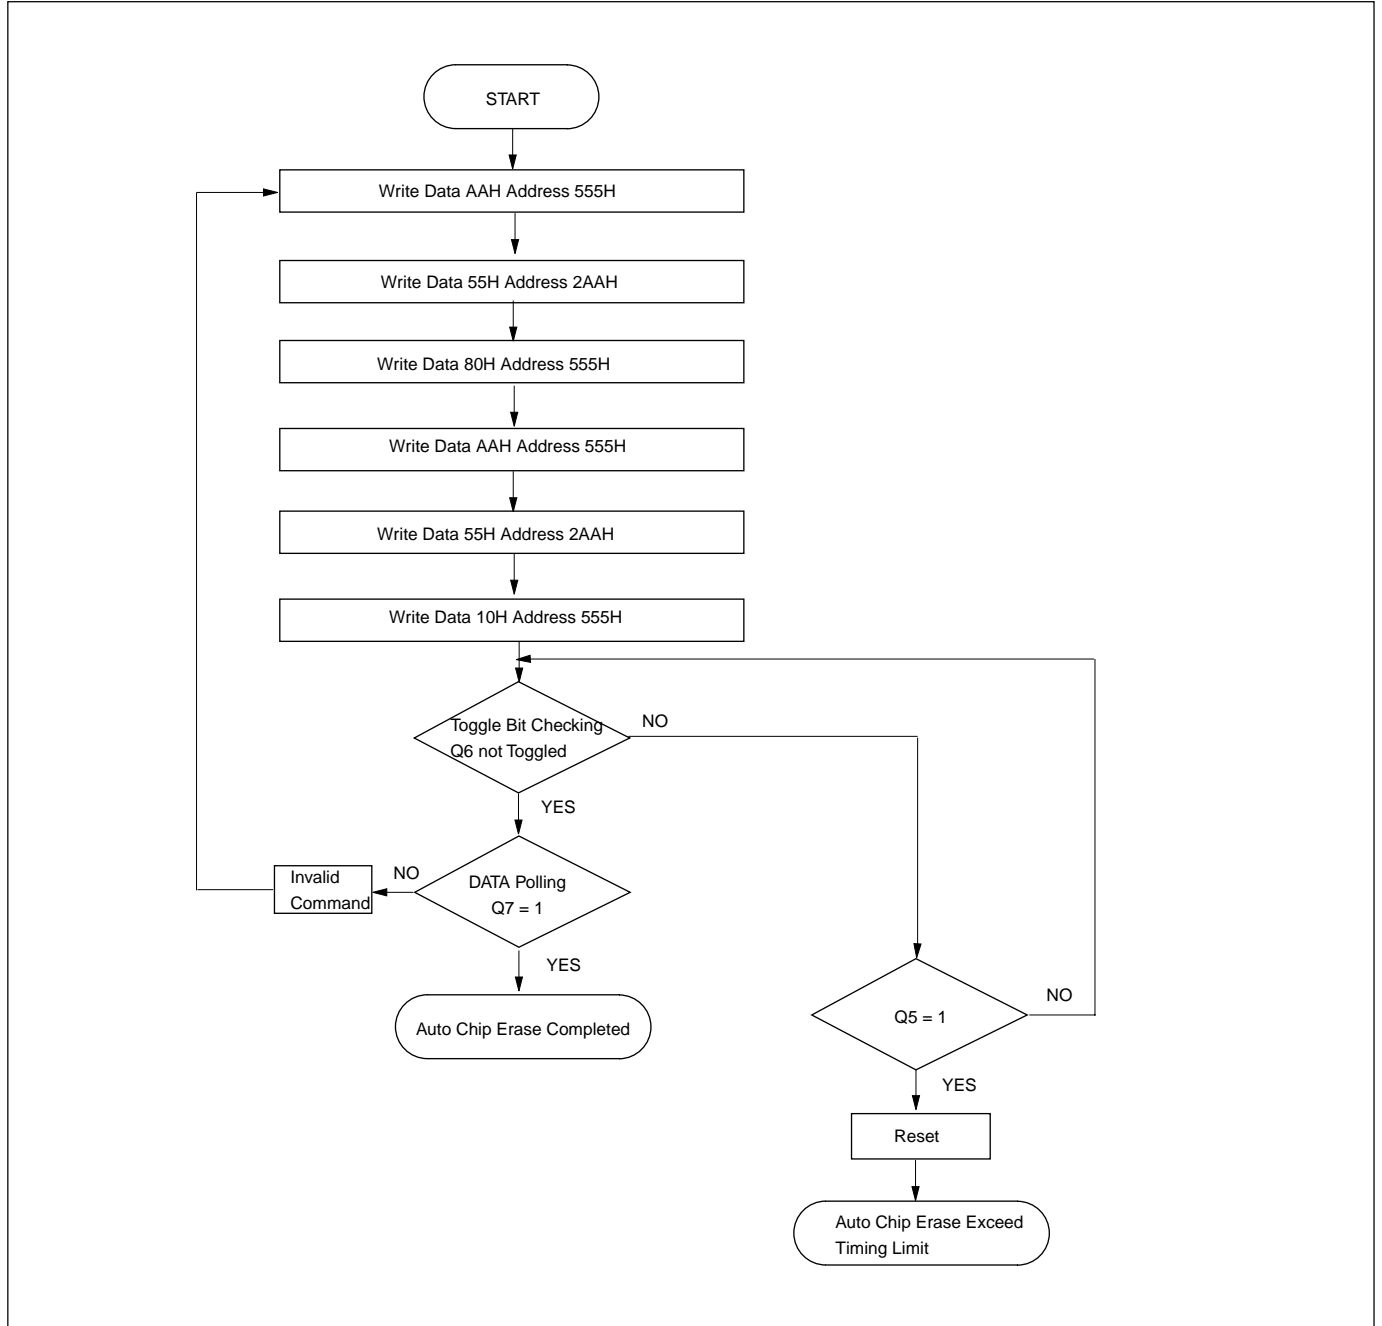 START
Write Data AAH Address 555H
Write Data 55H Address 2AAH
Write Data 80H Address 555H
Write Data AAH Address 555H
Write Data 55H Address 2AAH
Write Data 10H Address 555H
Toggle Bit Checking
Q6 not Toggled
NO
YES
Invalid
Command
NO
DATA Polling
Q7 = 1
YES
Auto Chip Erase Completed
Q5 = 1
NO
YES
Reset
Auto Chip Erase Exceed
Timing Limit